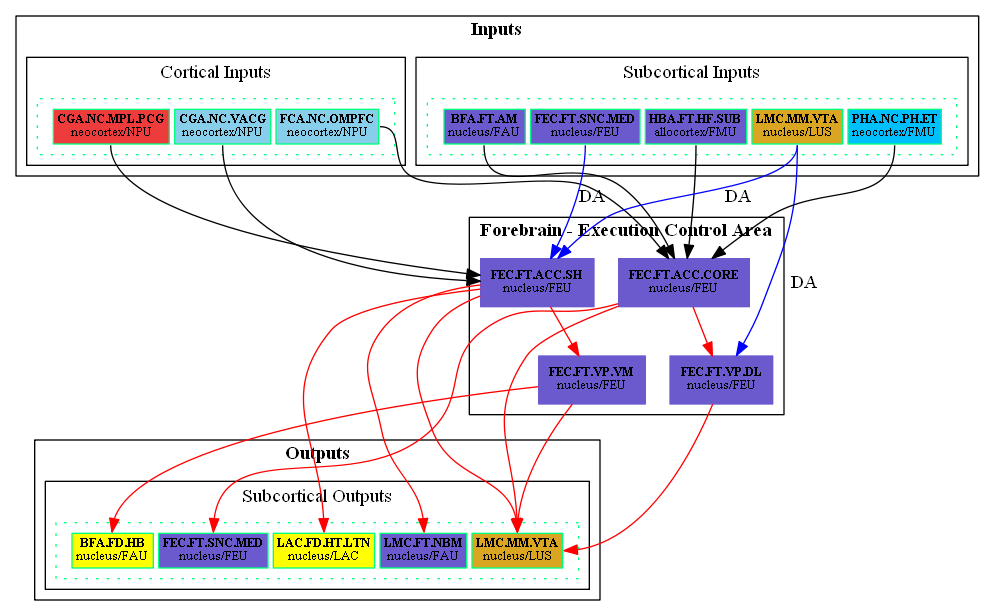 Inputs
Cortical Inputs
Subcortical Inputs
CGA.NC.MPL.PCG
neocortex/NPU
CGA.NC.VACG
neocortex/NPU
FCA.NC.OMPFC
neocortex/NPU
BFA.FT.AM
nucleus/FAU
FEC.FT.SNC.MED
nucleus/FEU
HBA.FT.HF.SUB
allocortex/FMU
LMC.MM.VTA
nucleus/LUS
PHA.NC.PH.ET
neocortex/FMU
DA
DA
Forebrain - Execution Control Area
FEC.FT.ACC.SH
nucleus/FEU
FEC.FT.ACC.CORE
nucleus/FEU
DA
FEC.FT.VP.VM
nucleus/FEU
FEC.FT.VP.DL
nucleus/FEU
Outputs
Subcortical Outputs
BFA.FD.HB
nucleus/FAU
FEC.FT.SNC.MED
nucleus/FEU
LAC.FD.HT.LTN
nucleus/LAC
LMC.FT.NBM
nucleus/FAU
LMC.MM.VTA
nucleus/LUS